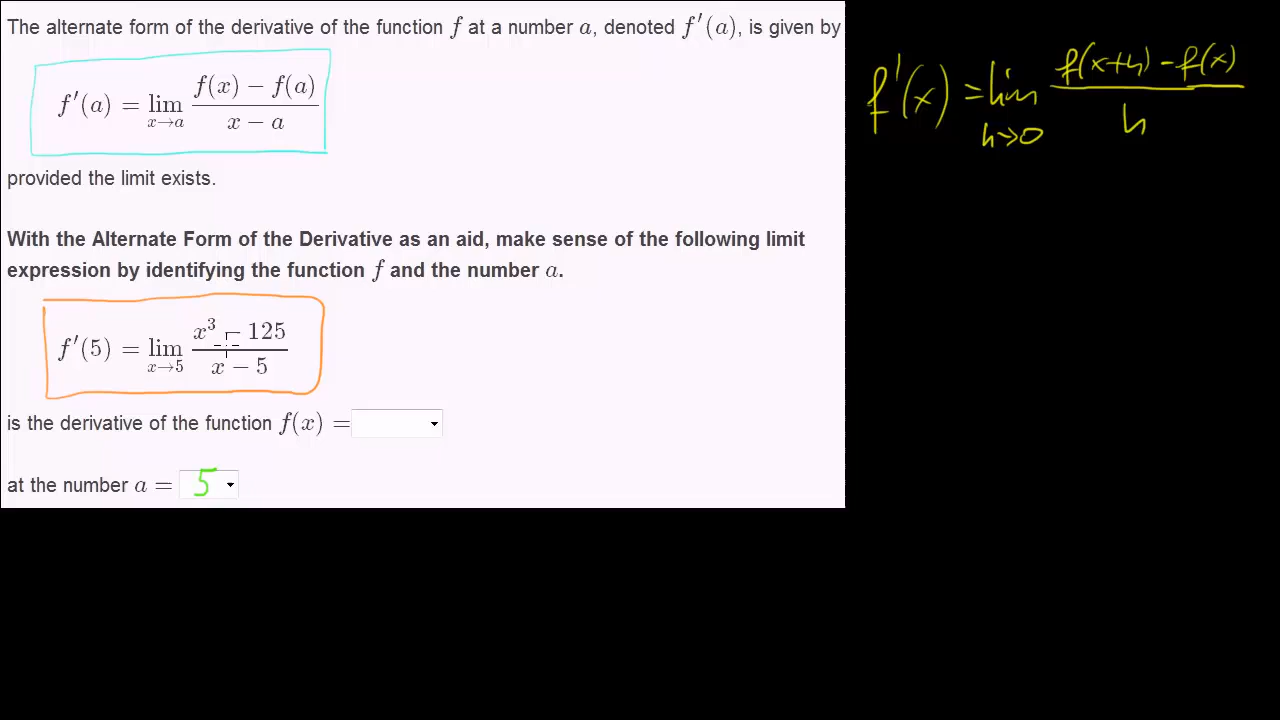 The alternate form of the derivative of the function f at a number a, denoted f′(a), is given by
f′(a) = lim x→a f(x) − f(a) / x − a
provided the limit exists.
With the Alternate Form of the Derivative as an aid, make sense of the following limit
expression by identifying the function f and the number a.
f′(5) = lim x→5 x³ − 125 / x − 5
is the derivative of the function f(x) =
at the number a = 5
f'(x) = lim h→0 f(x+h) − f(x) / h